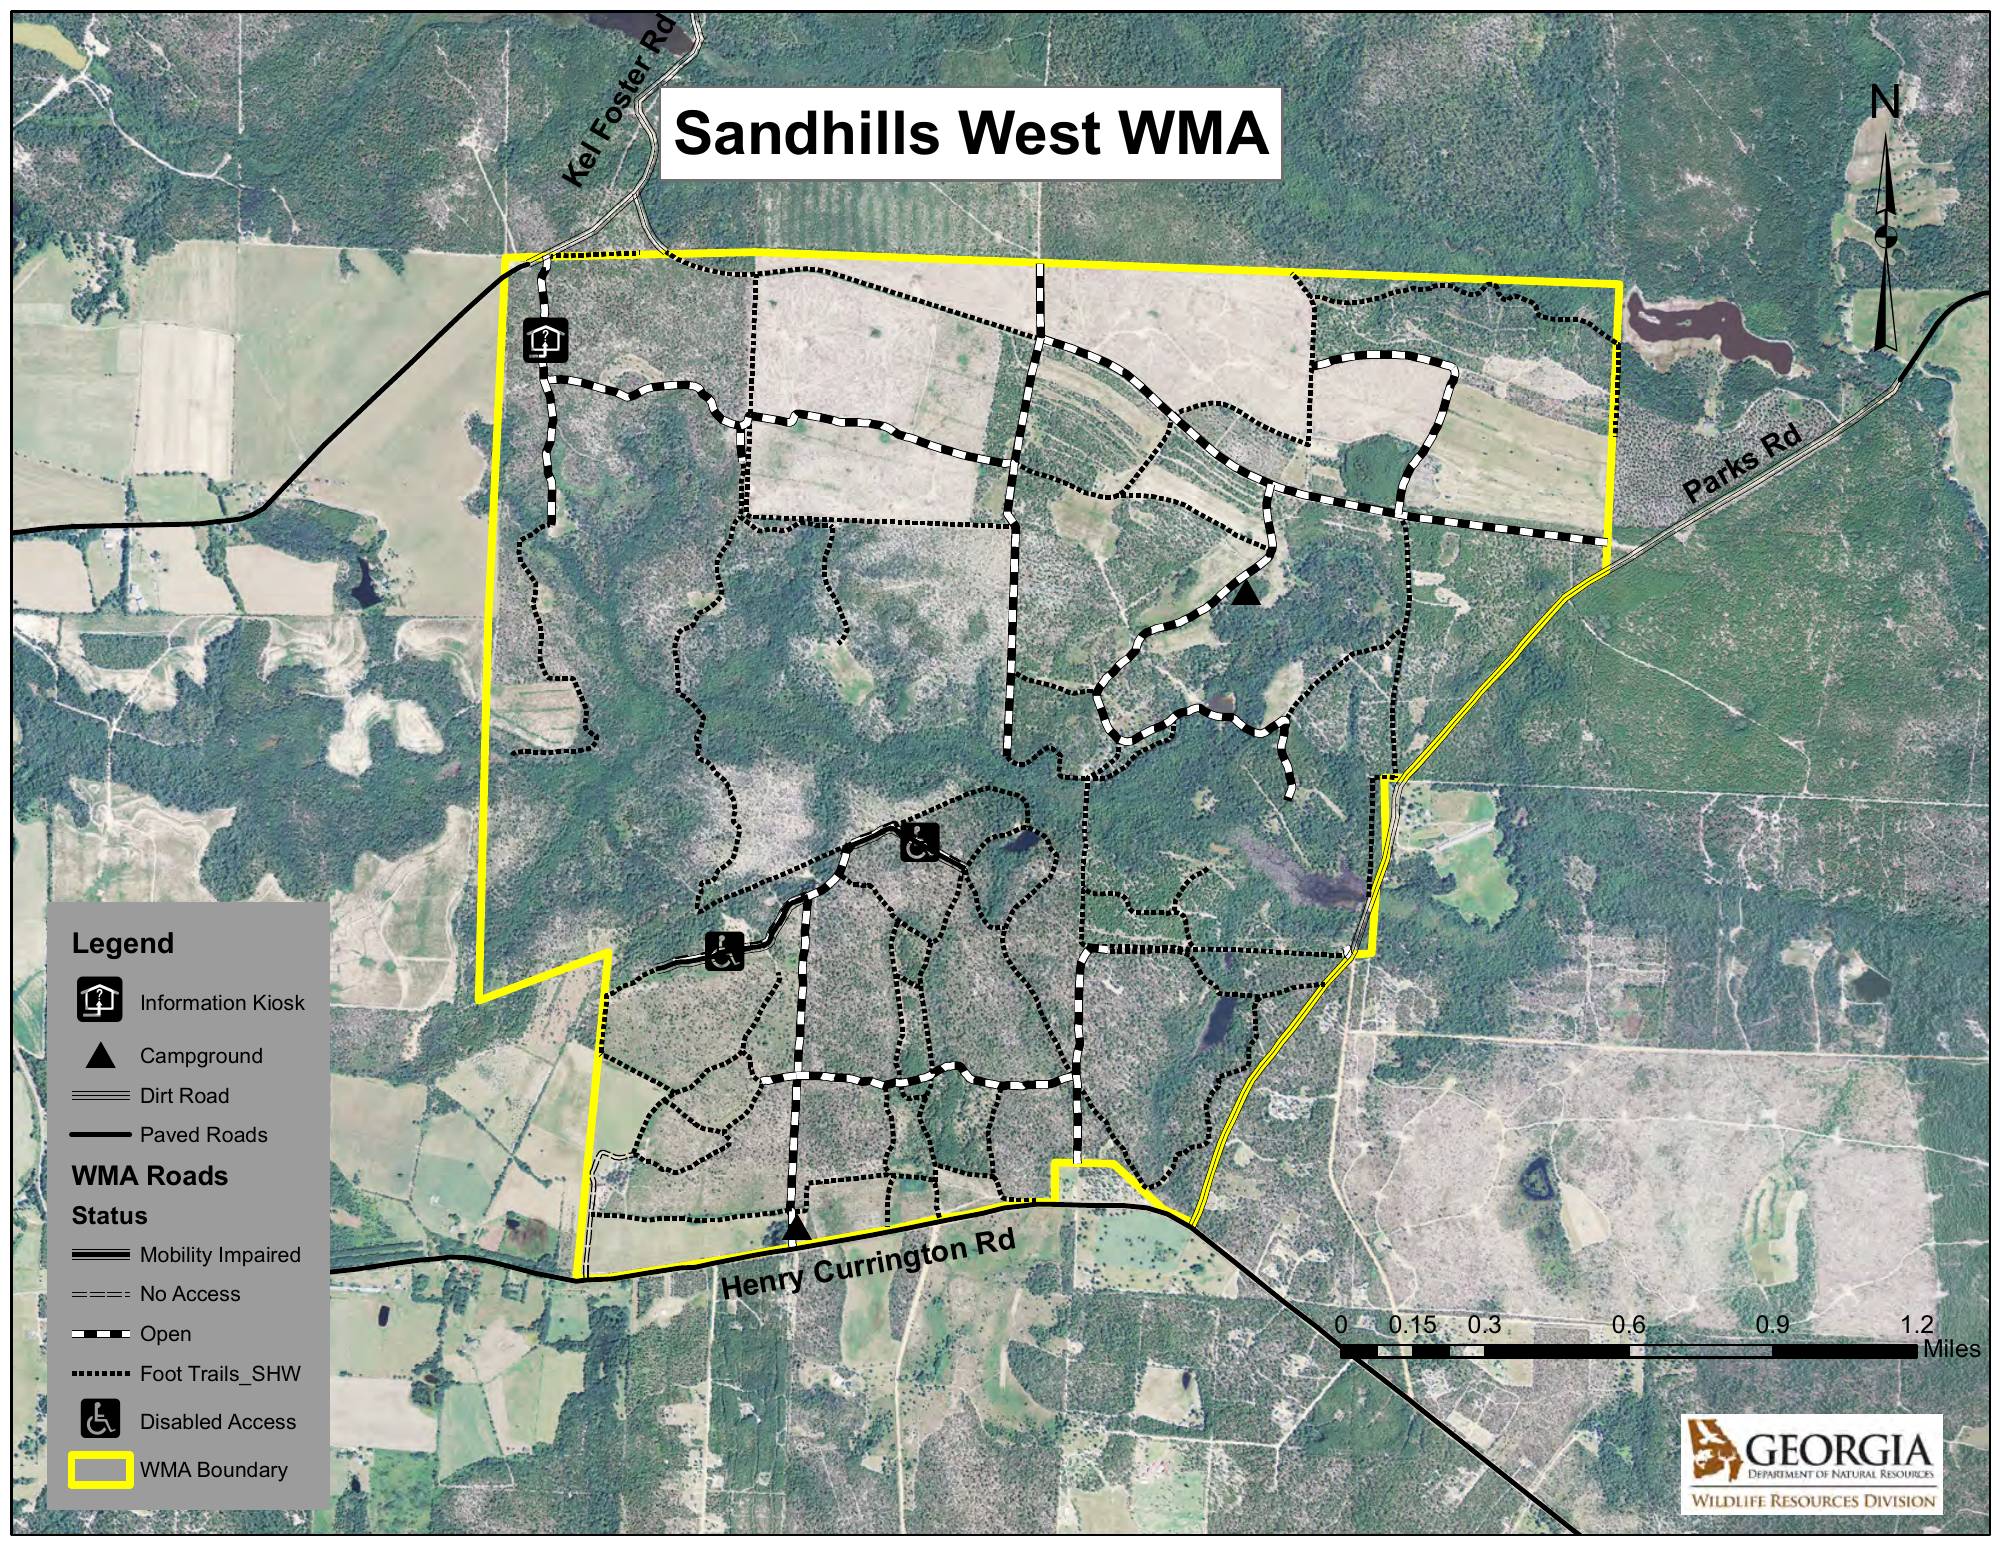 Kel Foster Rd
Sandhills West WMA
N
Parks Rd
Legend
Information Kiosk
Campground
Dirt Road
Paved Roads
WMA Roads
Status
Mobility Impaired
No Access
Open
Foot Trails_SHW
Disabled Access
WMA Boundary
Henry Currington Rd
0 0.15 0.3 0.6 0.9 1.2
Miles
GEORGIA
DEPARTMENT OF NATURAL RESOURCES
WILDLIFE RESOURCES DIVISION